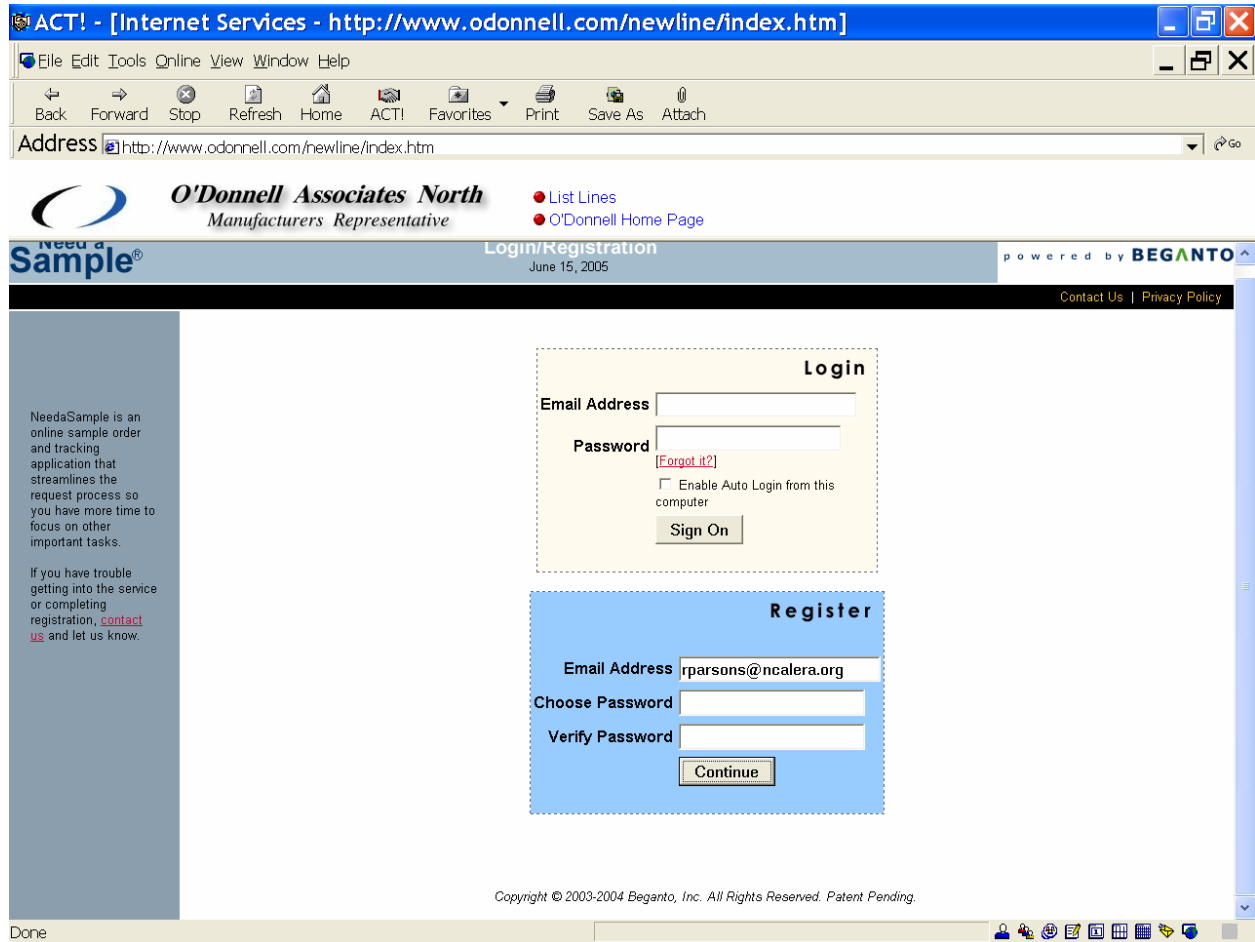 ACT! - [Internet Services - http://www.odonnell.com/newline/index.htm]
File Edit Tools Online View Window Help
Back Forward Stop Refresh Home ACT! Favorites Print Save As Attach
Address http://www.odonnell.com/newline/index.htm Go
O'Donnell Associates North
Manufacturers Representative
List Lines
O'Donnell Home Page
Need a
Sample®
Login/Registration
June 15, 2005
powered by BEGANTO
Contact Us | Privacy Policy
NeedaSample is an
online sample order
and tracking
application that
streamlines the
request process so
you have more time to
focus on other
important tasks.
If you have trouble
getting into the service
or completing
registration, contact
us and let us know.
Login
Email Address
Password
[Forgot it?]
Enable Auto Login from this
computer
Sign On
Register
Email Address rparsons@ncalera.org
Choose Password
Verify Password
Continue
Copyright © 2003-2004 Beganto, Inc. All Rights Reserved. Patent Pending.
Done